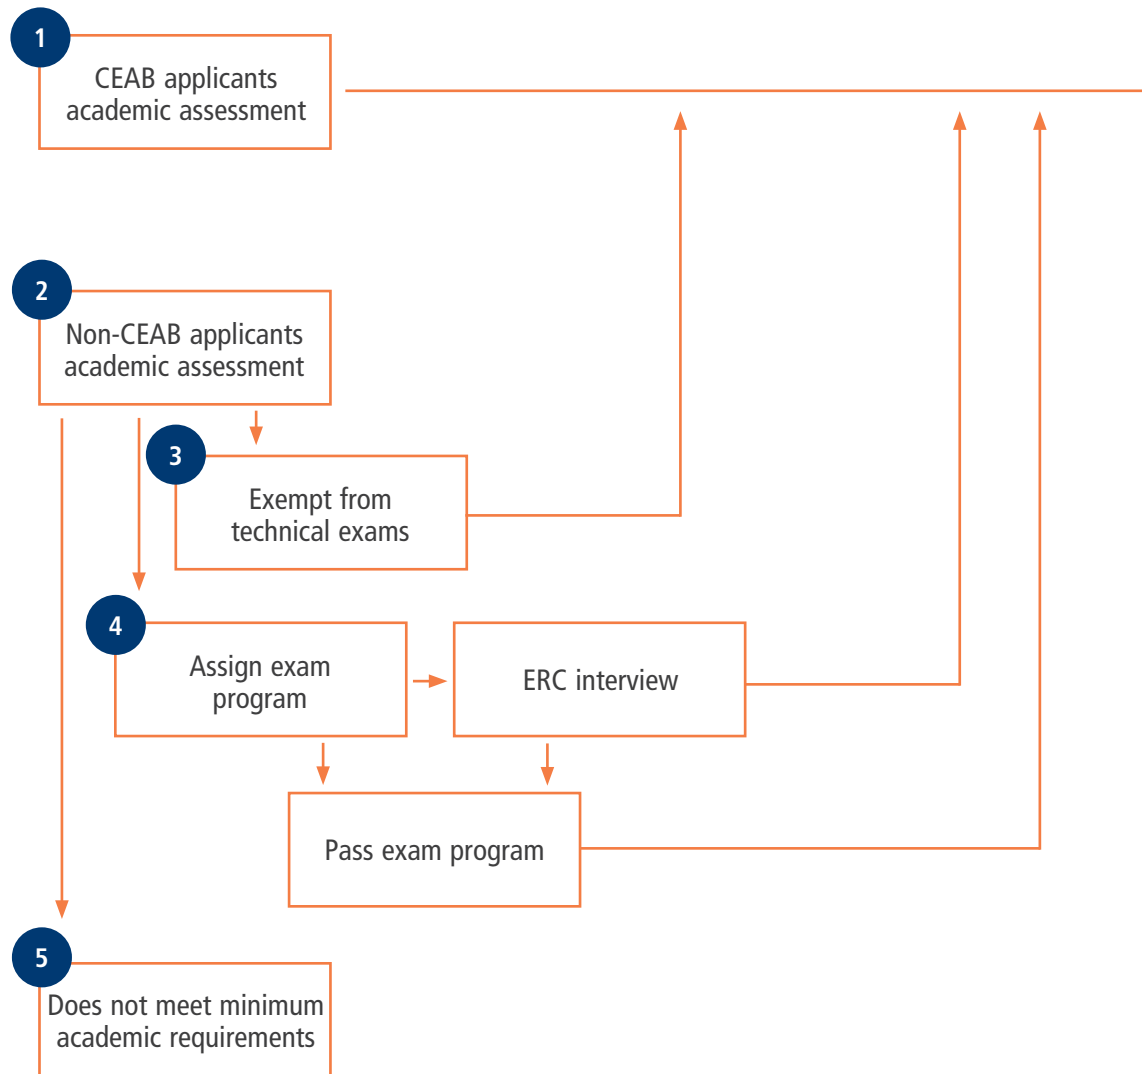 1
CEAB applicants
academic assessment
2
Non-CEAB applicants
academic assessment
3
Exempt from
technical exams
4
Assign exam
program
ERC interview
Pass exam program
5
Does not meet minimum
academic requirements